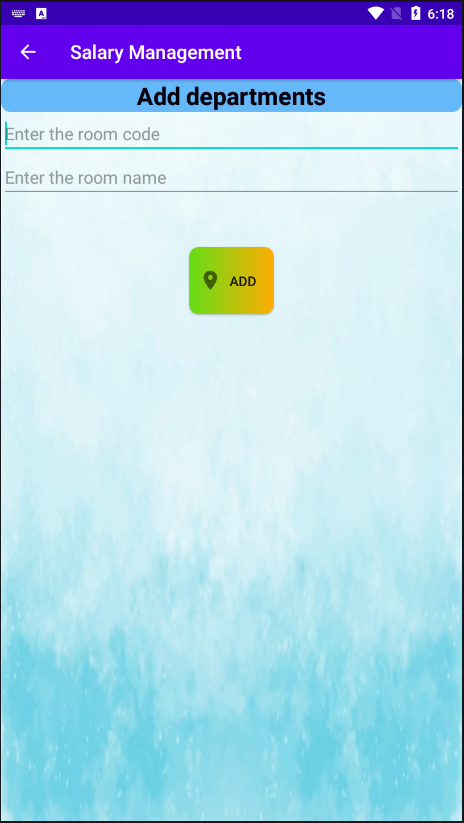 A
6:18
Salary Management
Add departments
Enter the room code
Enter the room name
ADD